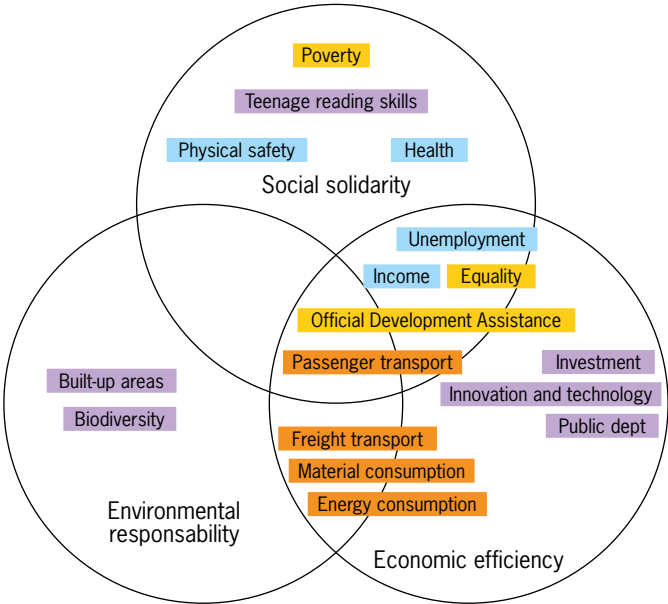 Poverty
Teenage reading skills
Physical safety
Health
Social solidarity
Unemployment
Income
Equality
Official Development Assistance
Passenger transport
Investment
Built-up areas
Innovation and technology
Biodiversity
Public dept
Freight transport
Material consumption
Energy consumption
Environmental
responsability
Economic efficiency